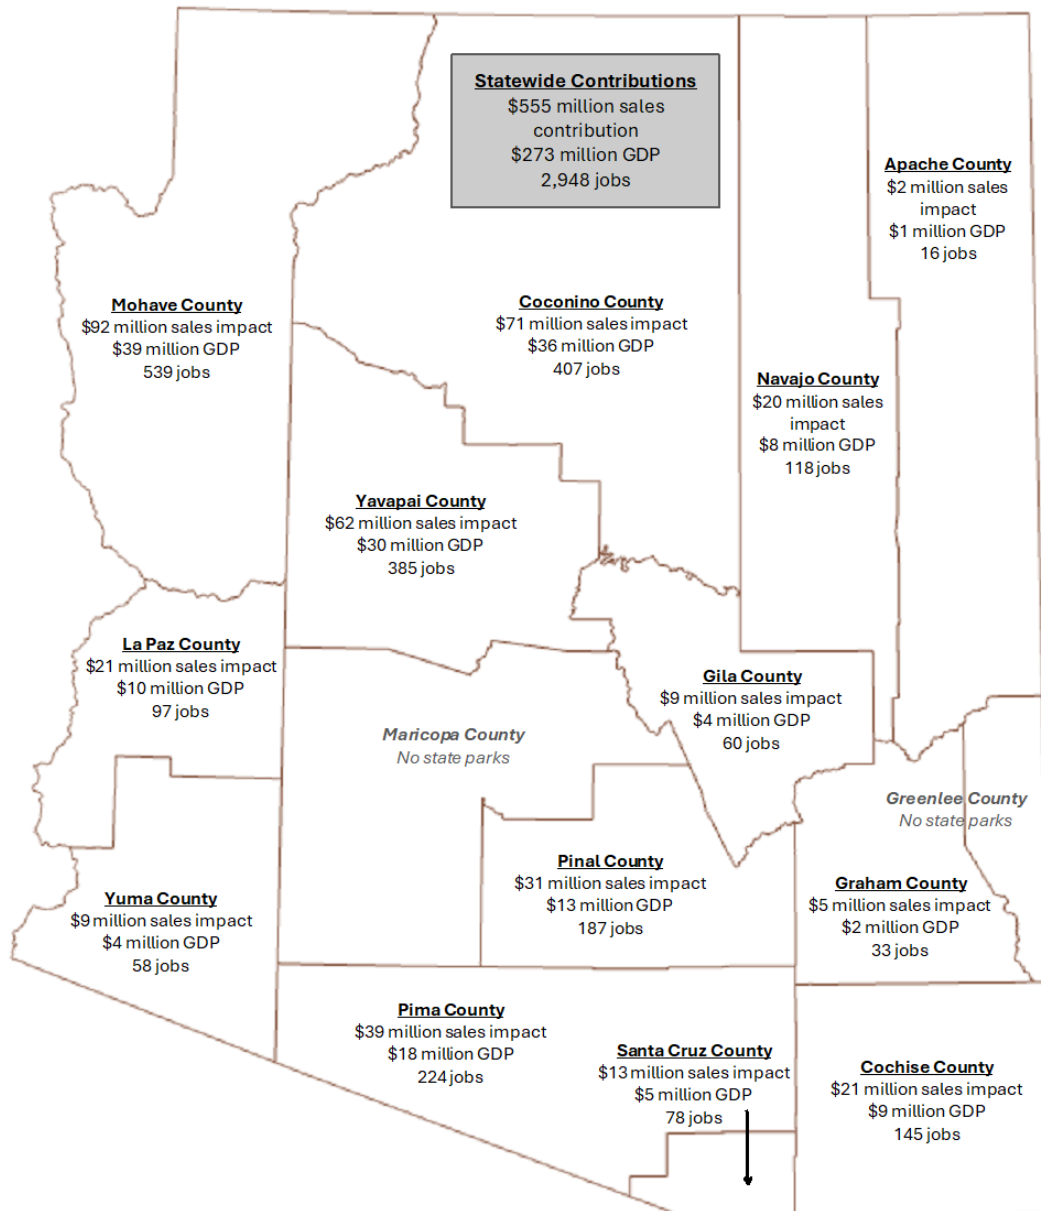 Statewide Contributions
$555 million sales
contribution
$273 million GDP
2,948 jobs
Apache County
$2 million sales
impact
$1 million GDP
16 jobs
Mohave County
$92 million sales impact
$39 million GDP
539 jobs
Coconino County
$71 million sales impact
$36 million GDP
407 jobs
Navajo County
$20 million sales
impact
$8 million GDP
118 jobs
Yavapai County
$62 million sales impact
$30 million GDP
385 jobs
La Paz County
$21 million sales impact
$10 million GDP
97 jobs
Gila County
$9 million sales impact
$4 million GDP
60 jobs
Maricopa County
No state parks
Greenlee County
No state parks
Pinal County
$31 million sales impact
$13 million GDP
187 jobs
Graham County
$5 million sales impact
$2 million GDP
33 jobs
Yuma County
$9 million sales impact
$4 million GDP
58 jobs
Pima County
$39 million sales impact
$18 million GDP
224 jobs
Santa Cruz County
$13 million sales impact
$5 million GDP
78 jobs
Cochise County
$21 million sales impact
$9 million GDP
145 jobs